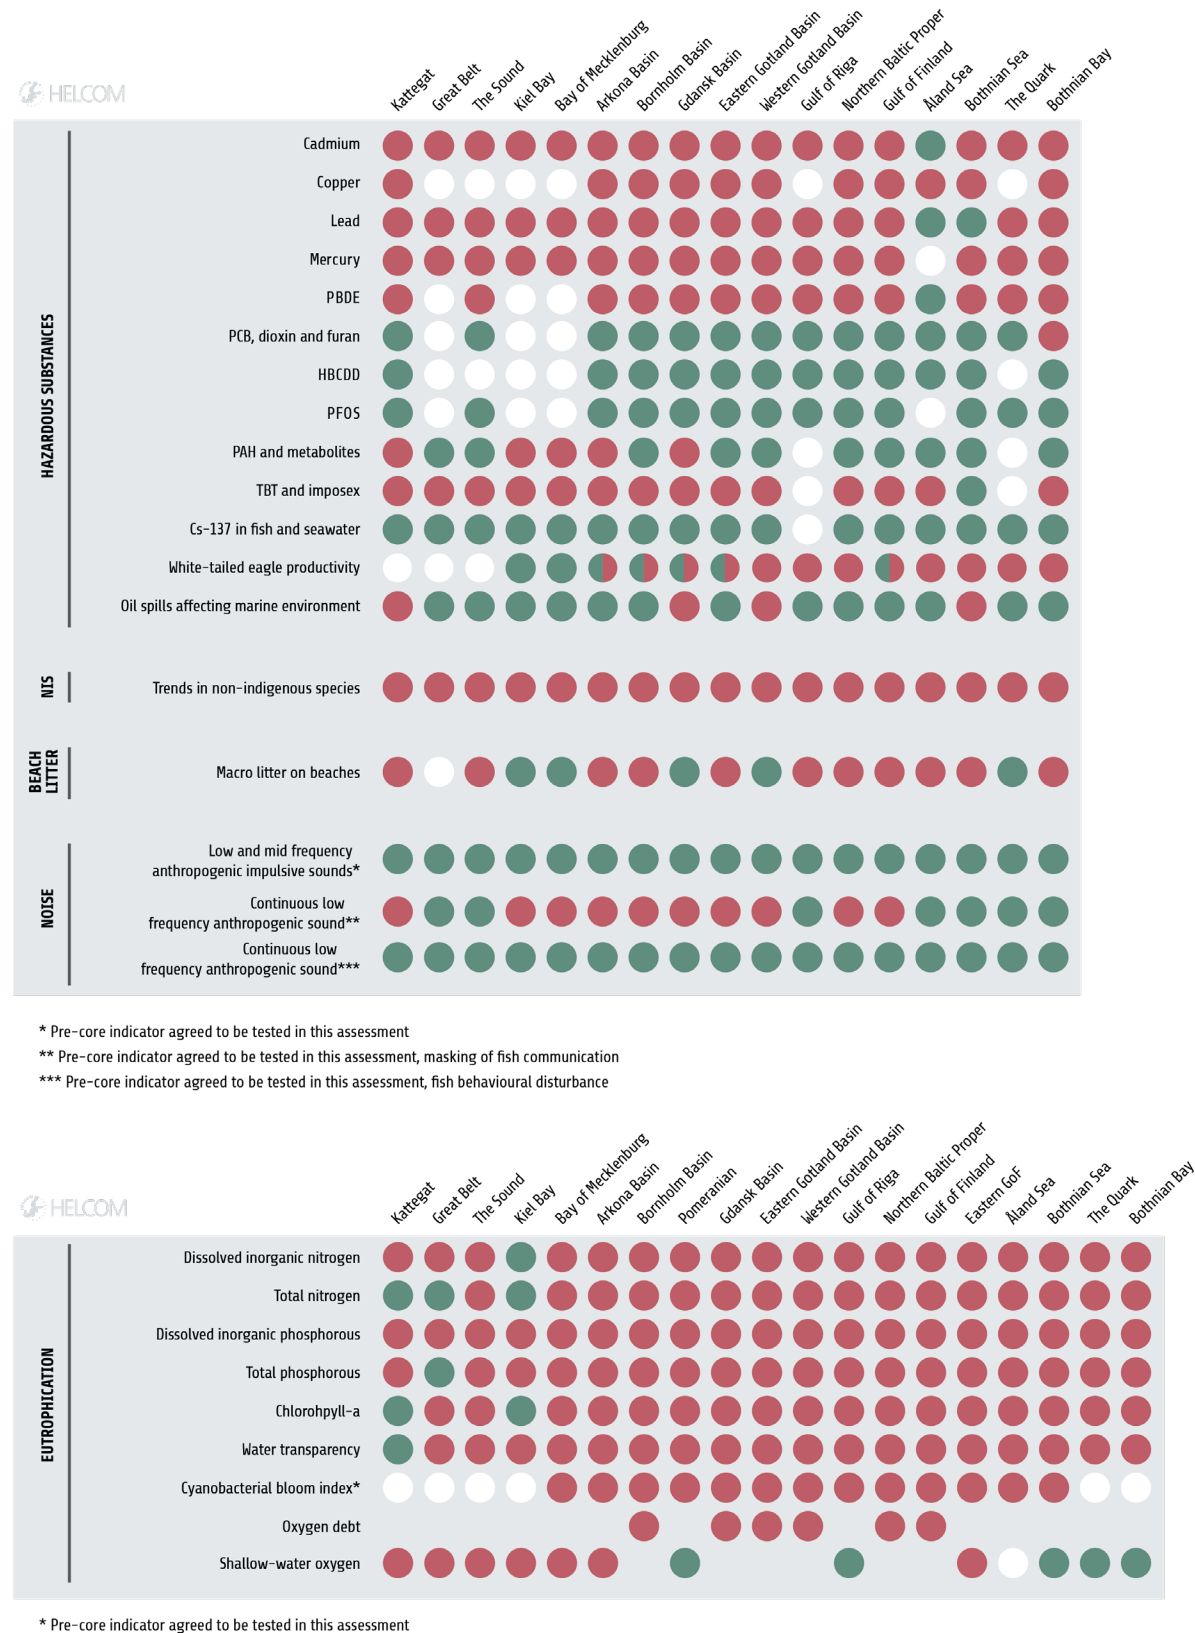 HELCOM
Kattegat
Great Belt
The Sound
Kiel Bay
Bay of Mecklenburg
Arkona Basin
Bornholm Basin
Gdansk Basin
Eastern Gotland Basin
Western Gotland Basin
Gulf of Riga
Northern Baltic Proper
Gulf of Finland
Åland Sea
Bothnian Sea
The Quark
Bothnian Bay
HAZARDOUS SUBSTANCES
Cadmium
Copper
Lead
Mercury
PBDE
PCB, dioxin and furan
HBCDD
PFOS
PAH and metabolites
TBT and imposex
Cs-137 in fish and seawater
White-tailed eagle productivity
Oil spills affecting marine environment
NIS
Trends in non-indigenous species
BEACH
LITTER
Macro litter on beaches
NOISE
Low and mid frequency
anthropogenic impulsive sounds*
Continuous low
frequency anthropogenic sound**
Continuous low
frequency anthropogenic sound***
* Pre-core indicator agreed to be tested in this assessment
** Pre-core indicator agreed to be tested in this assessment, masking of fish communication
*** Pre-core indicator agreed to be tested in this assessment, fish behavioural disturbance
HELCOM
Kattegat
Great Belt
The Sound
Kiel Bay
Bay of Mecklenburg
Arkona Basin
Bornholm Basin
Pomeranian
Gdansk Basin
Eastern Gotland Basin
Western Gotland Basin
Gulf of Riga
Northern Baltic Proper
Gulf of Finland
Eastern GoF
Åland Sea
Bothnian Sea
The Quark
Bothnian Bay
EUTROPHICATION
Dissolved inorganic nitrogen
Total nitrogen
Dissolved inorganic phosphorous
Total phosphorous
Chlorohpyll-a
Water transparency
Cyanobacterial bloom index*
Oxygen debt
Shallow-water oxygen
* Pre-core indicator agreed to be tested in this assessment